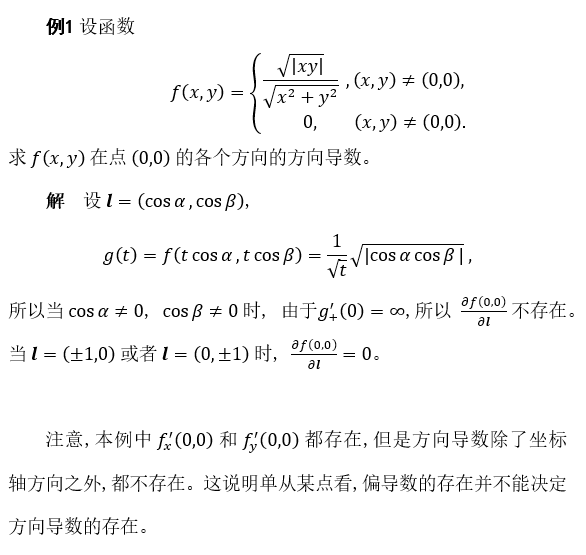 例1 设函数
f(x,y) = { √|xy| / √(x² + y²) , (x,y) ≠ (0,0),
0, (x,y) ≠ (0,0).
求 f(x,y) 在点 (0,0) 的各个方向的方向导数。
解 设 l = (cos α , cos β),
g(t) = f(t cos α , t cos β) = 1/√t √|cos α cos β| ,
所以当 cos α ≠ 0, cos β ≠ 0 时, 由于g′₊(0) = ∞, 所以 ∂f(0,0)/∂l 不存在。
当 l = (±1,0) 或者 l = (0,±1) 时, ∂f(0,0)/∂l = 0。
注意, 本例中 f′ₓ(0,0) 和 f′ᵧ(0,0) 都存在, 但是方向导数除了坐标
轴方向之外, 都不存在。这说明单从某点看, 偏导数的存在并不能决定
方向导数的存在。